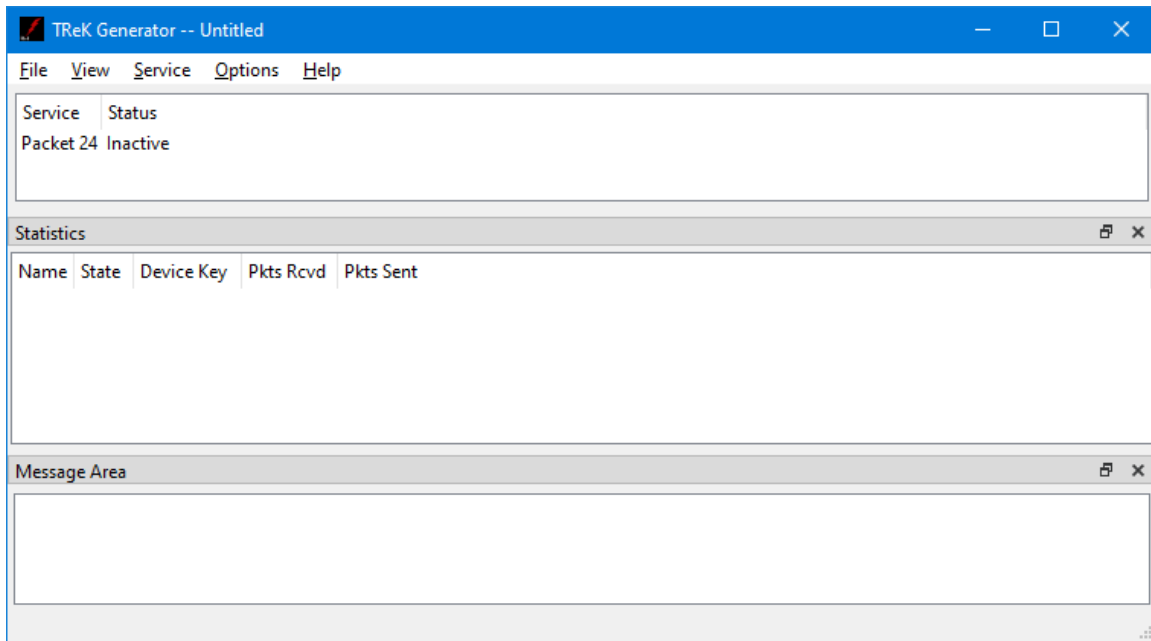 TReK Generator -- Untitled
File View Service Options Help
Service Status
Packet 24 Inactive
Statistics
Name State Device Key Pkts Rcvd Pkts Sent
Message Area